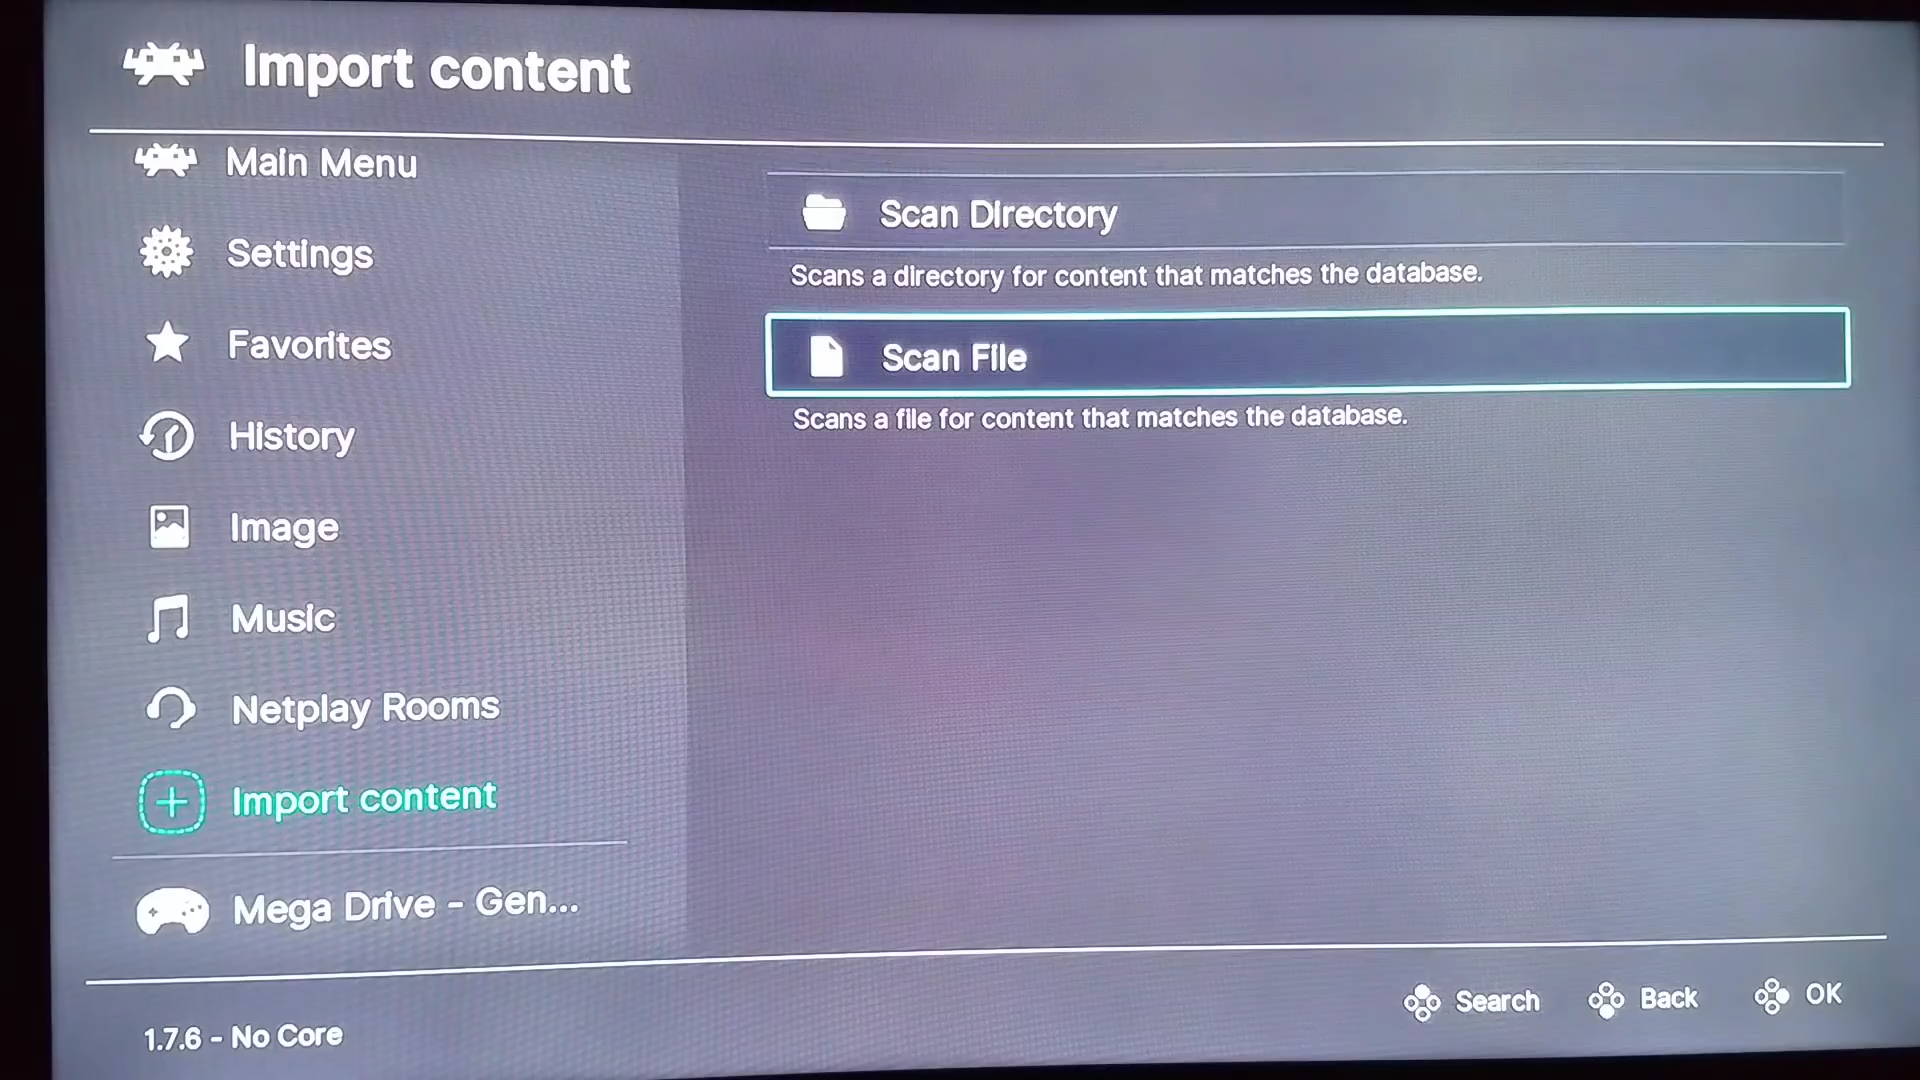 Import content
Main Menu
Settings
Favorites
History
Image
Music
Netplay Rooms
Import content
Mega Drive - Gen...
Scan Directory
Scans a directory for content that matches the database.
Scan File
Scans a file for content that matches the database.
1.7.6 - No Core
Search
Back
OK